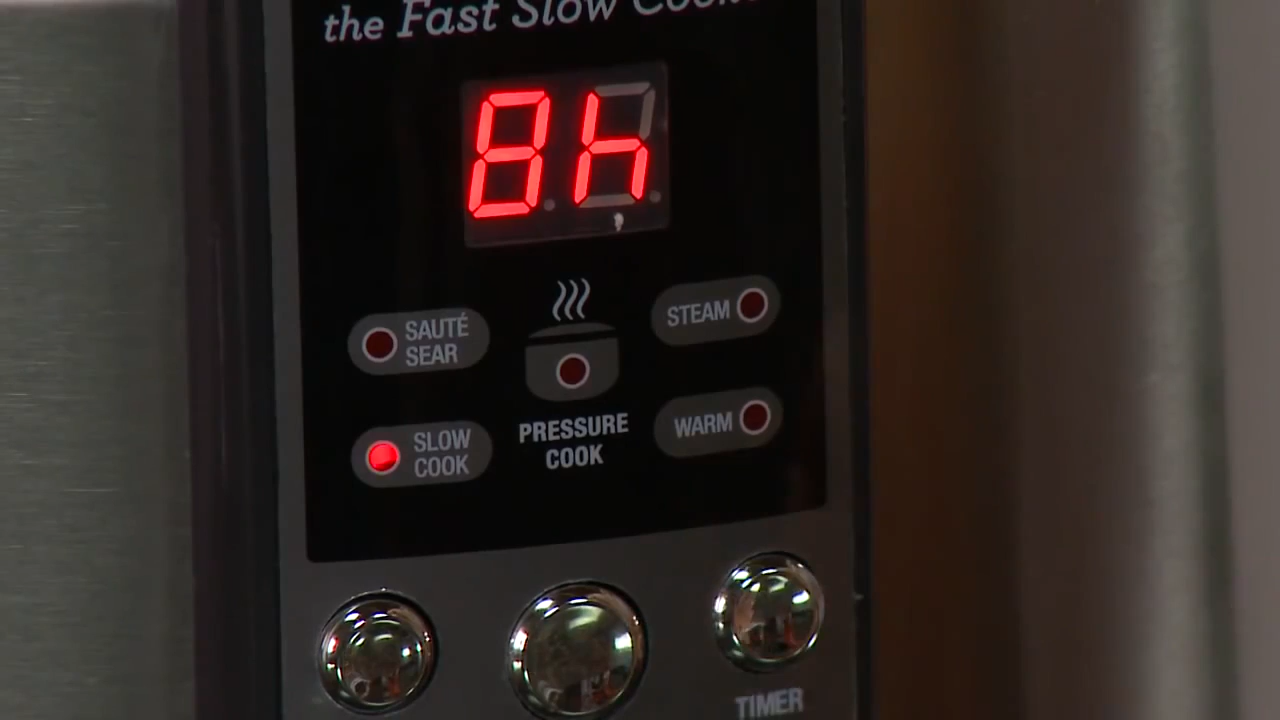 the Fast Slow
8h
SAUTÉ
SEAR
STEAM
SLOW
COOK
PRESSURE
COOK
WARM
TIMER